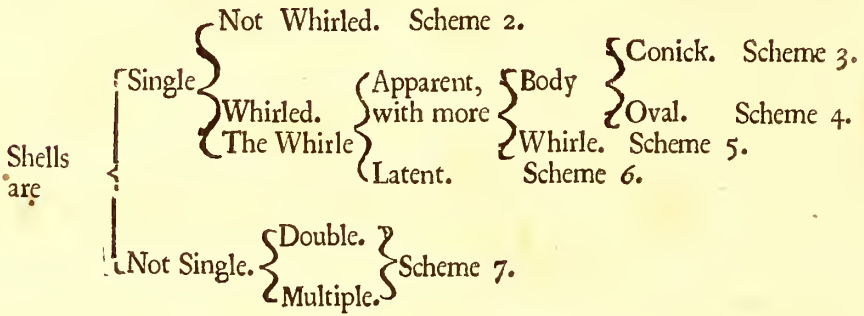 Not Whirled. Scheme 2.
Conick. Scheme 3.
Single Apparent, Body
Whirled. with more Oval. Scheme 4.
The Whirle Whirle. Scheme 5.
Shells Latent. Scheme 6.
are
Double.
Not Single. Scheme 7.
Multiple.